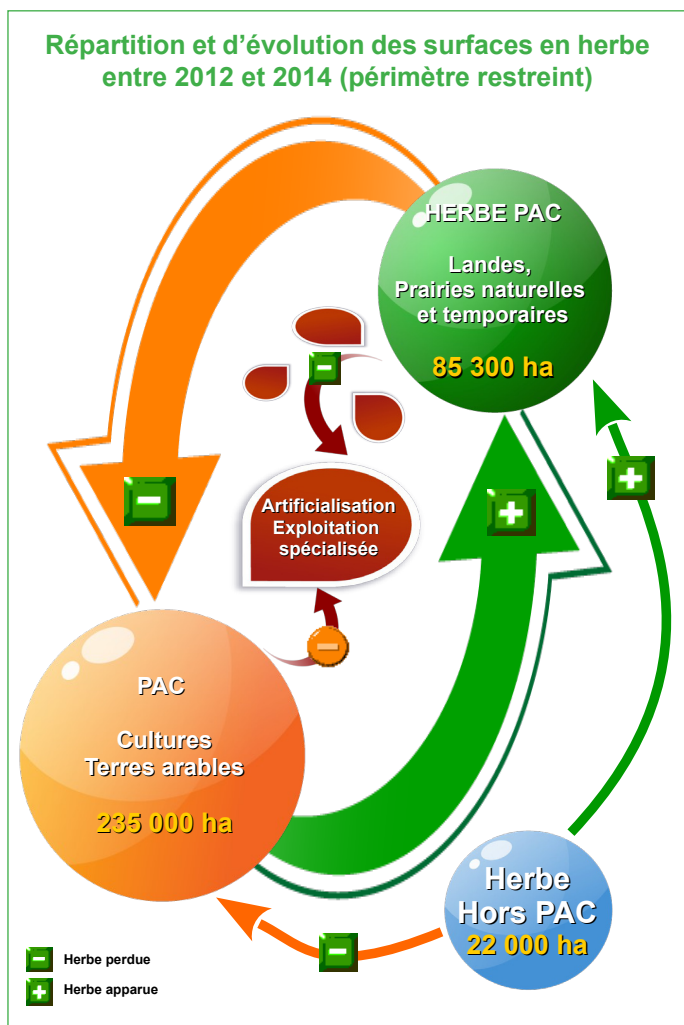 Répartition et d'évolution des surfaces en herbe
entre 2012 et 2014 (périmètre restreint)
HERBE PAC
Landes,
Prairies naturelles
et temporaires
85 300 ha
Artificialisation
Exploitation
spécialisée
PAC
Cultures
Terres arables
235 000 ha
Herbe
Hors PAC
22 000 ha
Herbe perdue
Herbe apparue